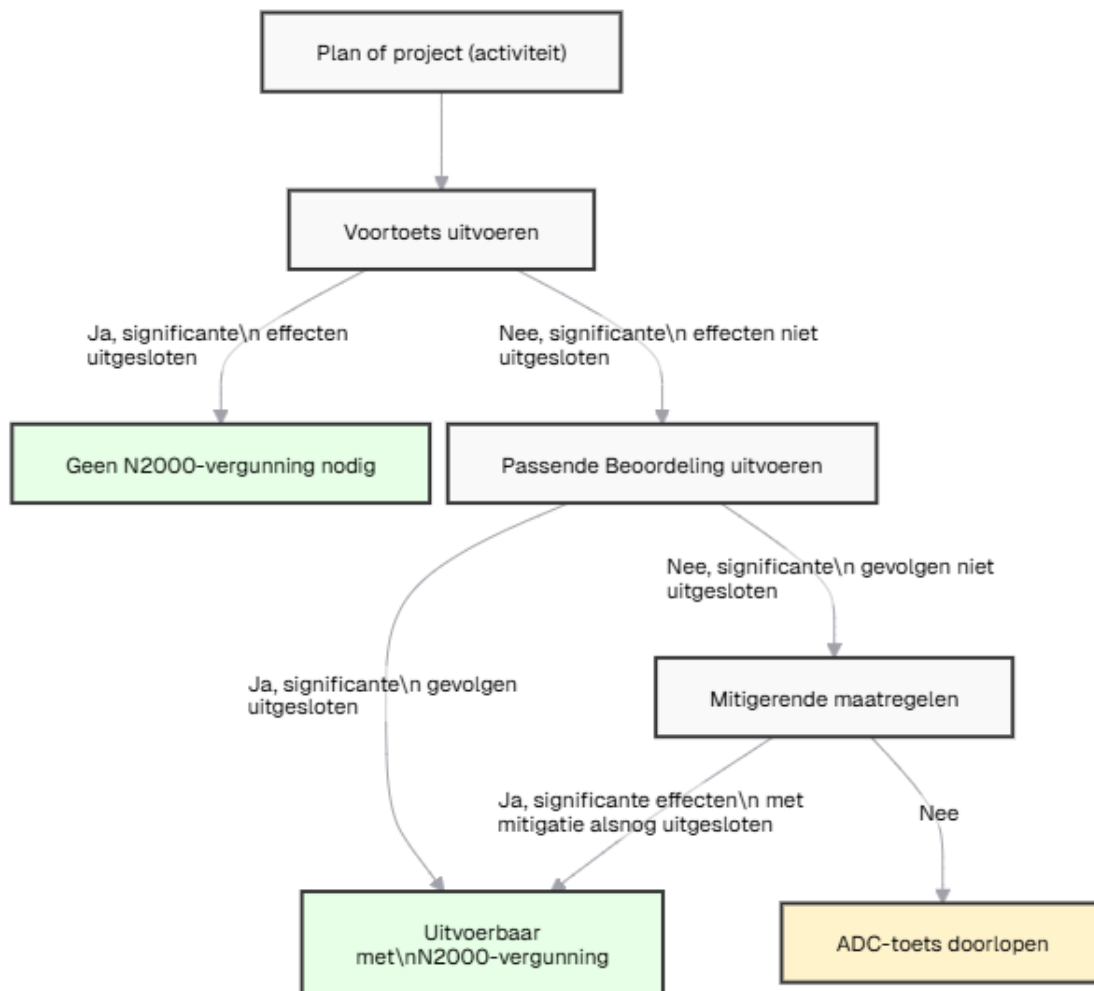 Plan of project (activiteit)
Voortoets uitvoeren
Ja, significante\n effecten
uitgesloten
Nee, significante\n effecten niet
uitgesloten
Geen N2000-vergunning nodig
Passende Beoordeling uitvoeren
Nee, significante\n gevolgen niet
uitgesloten
Ja, significante\n gevolgen
uitgesloten
Mitigerende maatregelen
Ja, significante effecten\n met
mitigatie alsnog uitgesloten
Nee
Uitvoerbaar
met\nN2000-vergunning
ADC-toets doorlopen